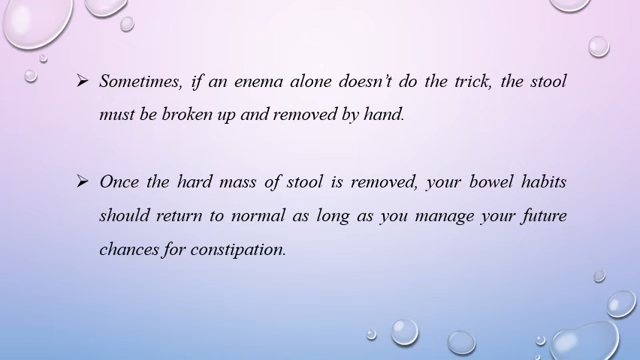 ➢ Sometimes, if an enema alone doesn’t do the trick, the stool
must be broken up and removed by hand.
➢ Once the hard mass of stool is removed, your bowel habits
should return to normal as long as you manage your future
chances for constipation.